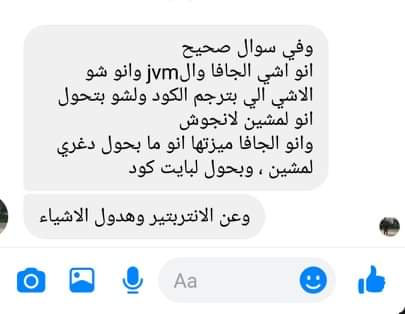 وفي سوال صحيح
انو اشي الجافا والjvm وانو شو
الاشي الي بترجم الكود ولشو بتحول
انو لمشين لانجوش
وانو الجافا ميزتها انو ما بحول دغري
لمشين ، وبحول لبايت كود
وعن الانتربتير وهدول الاشياء
Aa